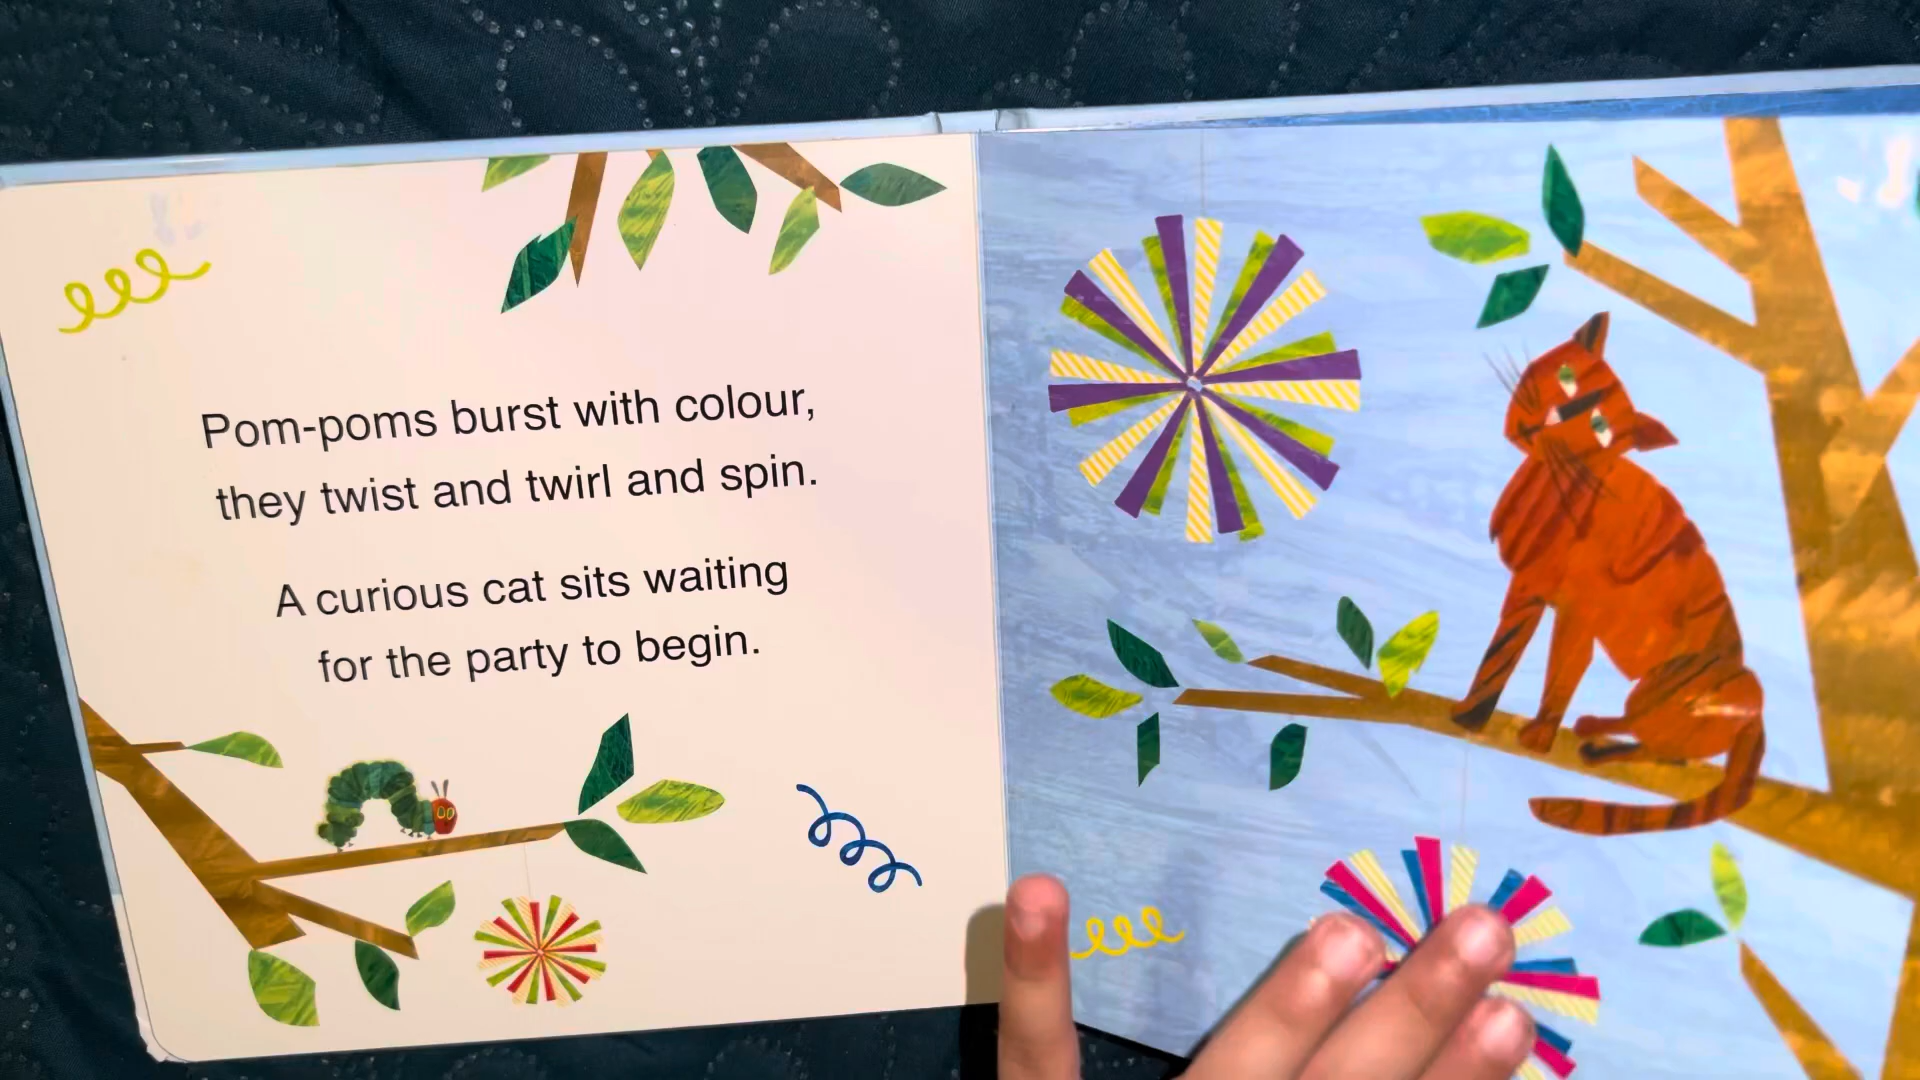 Pom-poms burst with colour,
they twist and twirl and spin.
A curious cat sits waiting
for the party to begin.